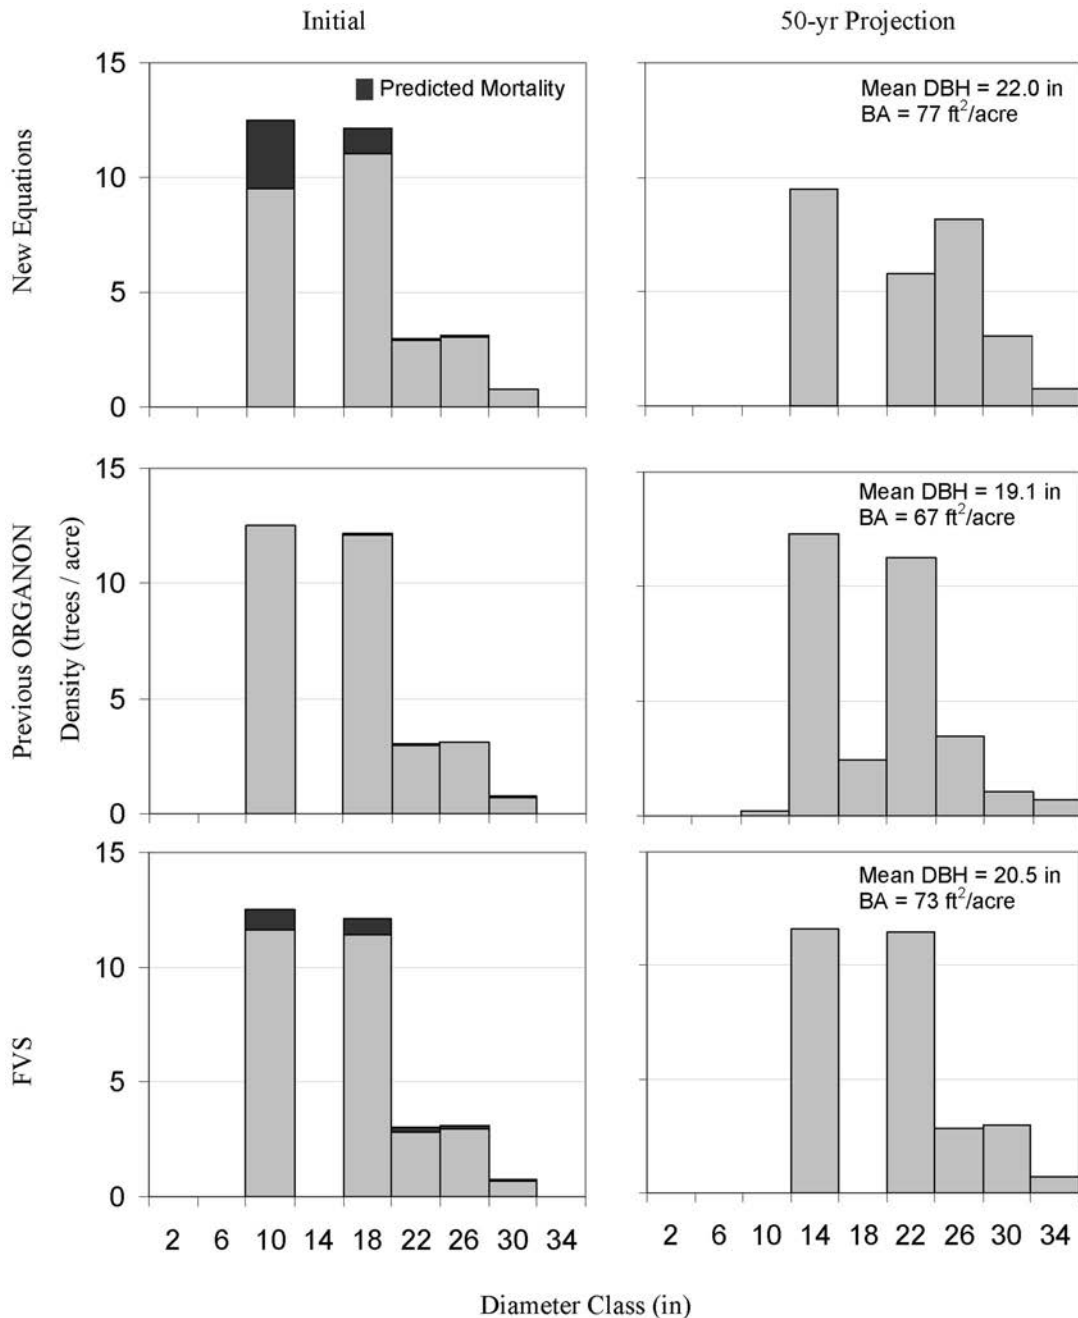 Initial
50-yr Projection
New Equations
15
10
5
0
Predicted Mortality
Mean DBH = 22.0 in
BA = 77 ft²/acre
Previous ORGANON
Density (trees / acre)
15
10
5
0
Mean DBH = 19.1 in
BA = 67 ft²/acre
FVS
15
10
5
0
Mean DBH = 20.5 in
BA = 73 ft²/acre
2 6 10 14 18 22 26 30 34
2 6 10 14 18 22 26 30 34
Diameter Class (in)